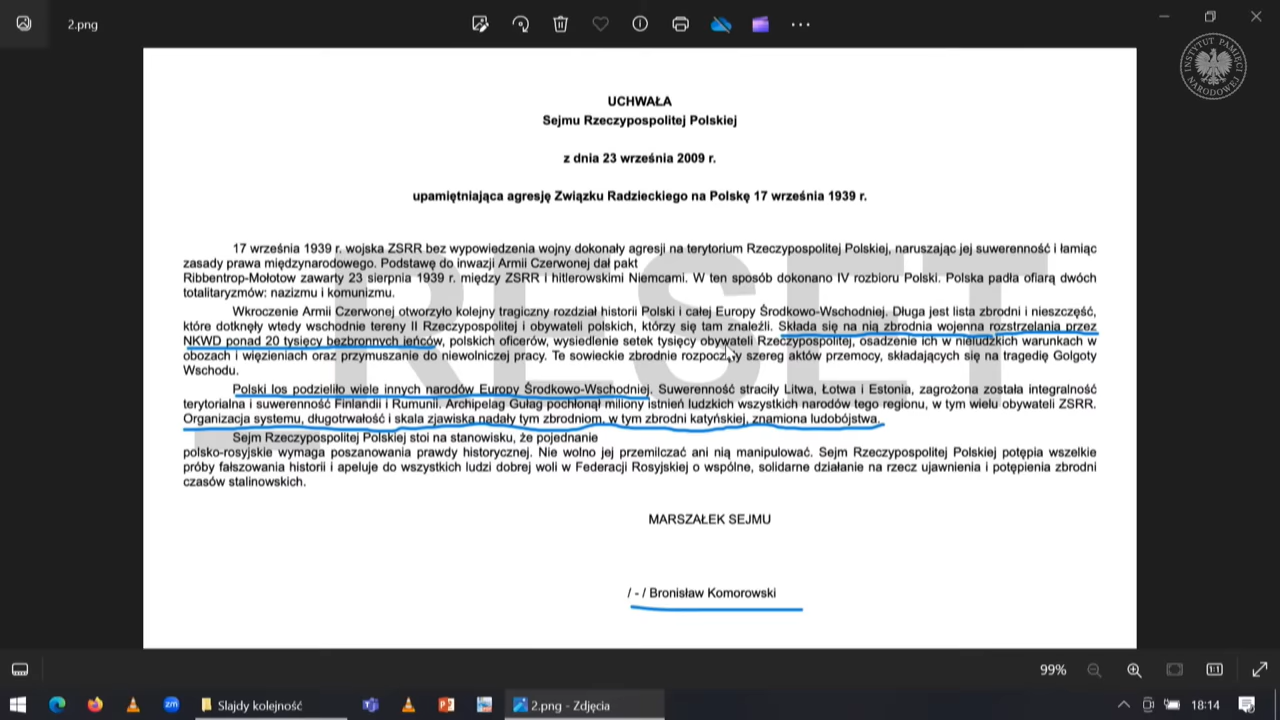 2.png
INSTYTUT PAMIĘCI NARODOWEJ
UCHWAŁA
Sejmu Rzeczypospolitej Polskiej
z dnia 23 września 2009 r.
upamiętniająca agresję Związku Radzieckiego na Polskę 17 września 1939 r.
17 września 1939 r. wojska ZSRR bez wypowiedzenia wojny dokonały agresji na terytorium Rzeczypospolitej Polskiej, naruszając jej suwerenność i łamiąc
zasady prawa międzynarodowego. Podstawę do inwazji Armii Czerwonej dał pakt
Ribbentrop-Mołotow zawarty 23 sierpnia 1939 r. między ZSRR i hitlerowskimi Niemcami. W ten sposób dokonano IV rozbioru Polski. Polska padła ofiarą dwóch
totalitaryzmów: nazizmu i komunizmu.
Wkroczenie Armii Czerwonej otworzyło kolejny tragiczny rozdział historii Polski i całej Europy Środkowo-Wschodniej. Długa jest lista zbrodni i nieszczęść,
które dotknęły wtedy wschodnie tereny II Rzeczypospolitej i obywateli polskich, którzy się tam znaleźli. Składa się na nią zbrodnia wojenna rozstrzelania przez
NKWD ponad 20 tysięcy bezbronnych jeńców, polskich oficerów, wysiedlenie setek tysięcy obywateli Rzeczypospolitej, osadzenie ich w nieludzkich warunkach w
obozach i więzieniach oraz przymuszanie do niewolniczej pracy. Te sowieckie zbrodnie rozpoczęły szereg aktów przemocy, składających się na tragedię Golgoty
Wschodu.
Polski los podzieliło wiele innych narodów Europy Środkowo-Wschodniej. Suwerenność straciły Litwa, Łotwa i Estonia, zagrożona została integralność
terytorialna i suwerenność Finlandii i Rumunii. Archipelag Gułag pochłonął miliony istnień ludzkich wszystkich narodów tego regionu, w tym wielu obywateli ZSRR.
Organizacja systemu, długotrwałość i skala zjawiska nadały tym zbrodniom, w tym zbrodni katyńskiej, znamiona ludobójstwa.
Sejm Rzeczypospolitej Polskiej stoi na stanowisku, że pojednanie
polsko-rosyjskie wymaga poszanowania prawdy historycznej. Nie wolno jej przemilczać ani nią manipulować. Sejm Rzeczypospolitej Polskiej potępia wszelkie
próby fałszowania historii i apeluje do wszystkich ludzi dobrej woli w Federacji Rosyjskiej o wspólne, solidarne działanie na rzecz ujawnienia i potępienia zbrodni
czasów stalinowskich.
MARSZAŁEK SEJMU
/ - / Bronisław Komorowski
RESET
99%
1:1
zm
Slajdy kolejność
2.png - Zdjęcia
18:14